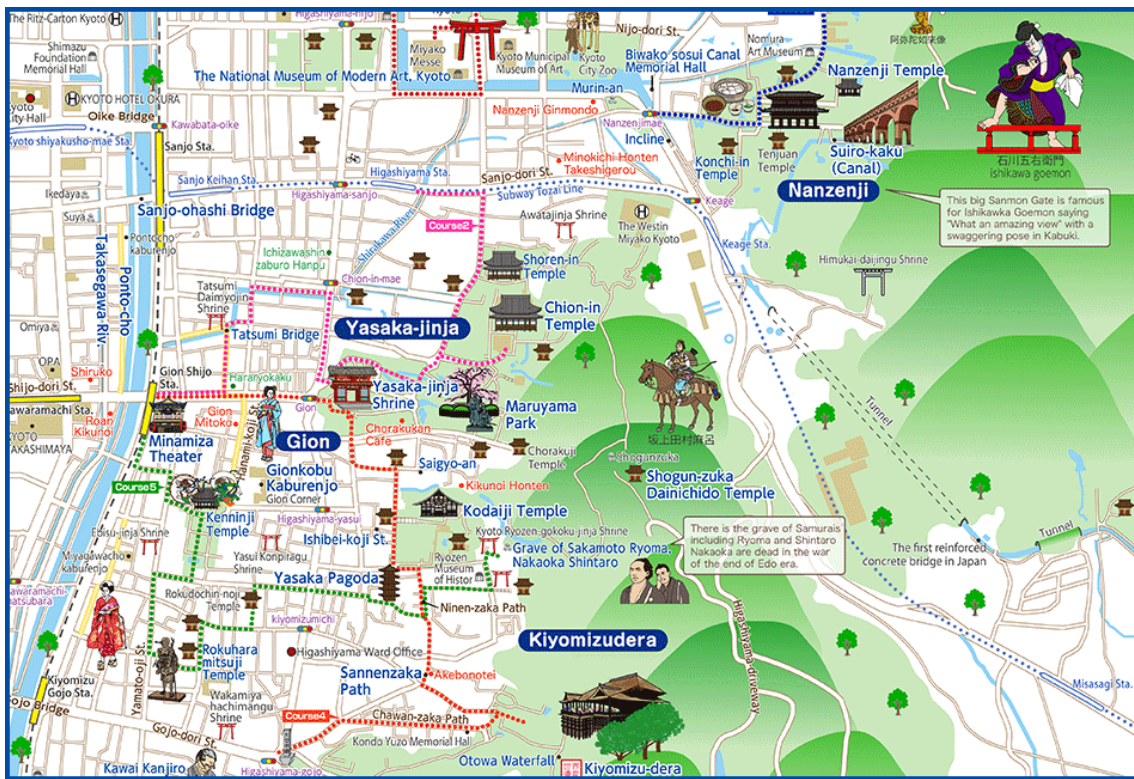 The Ritz-Carton Kyoto
Shimazu
Foundation
Memorial Hall
Kyoto
City Hall
KYOTO HOTEL OKURA
Oike Bridge
Kawabata-oike
Kyoto shiyakusho-mae Sta.
Sanjo Sta.
Higashiyama-nijo
The National Museum of Modern Art, Kyoto
Miyako
Messe
Kyoto Municipal
Museum of Art
Kyoto
City Zoo
Nijo-dori St.
Nomura
Art Museum
Biwako sosui Canal
Memorial Hall
Murin-an
Nanzenji Ginmondo
Nanzenjimae
Incline
Minokichi Honten
Takeshigerou
Konchi-in
Temple
Tenjuan
Temple
Nanzenji Temple
Suiro-kaku
(Canal)
Nanzenji
阿弥陀如来像
石川五右衛門
ishikawa goemon
This big Sanmon Gate is famous
for Ishikawka Goemon saying
"What an amazing view" with a
swaggering pose in Kabuki.
Ikedaya
Suya
Sanjo Keihan Sta.
Higashiyama-sanjo
Higashiyama Sta.
Sanjo-dori St.
Subway Tozai Line
Keage
Keage Sta.
Sanjo-ohashi Bridge
Pontocho
kaburenjo
Takasegawa-Riv
Ponto-cho
Course2
Shirakawa River
Awatajinja Shrine
The Westin
Miyako Kyoto
Himukai-daijingu Shrine
Ichizawashin
zaburo Hanpu
Chion-in-mae
Shoren-in
Temple
Chion-in
Temple
Tatsumi
Daimyojin
Shrine
Tatsumi Bridge
Yasaka-jinja
Omiya
OPA
Shiruko
Shijo-dori St.
Gion Shijo
Sta.
Hararyokaku
Gion
Yasaka-jinja
Shrine
Maruyama
Park
坂上田村麻呂
Tunnel
awaramachi Sta.
Roan
Kikunoi
KYOTO
AKASHIMAYA
Minamiza
Theater
Gion
Mitoko
Hanami-koji St.
Gion
Chorakukan
Cafe
Chorakuji
Temple
Shogunzuka
Shogun-zuka
Dainichido Temple
Gionkobu
Kaburenjo
Gion Corner
Saigyo-an
Kikunoi Honten
Course5
Kenninji
Temple
Higashiyama-yasui
Kodaiji Temple
Ishibei-koji St.
Kyoto Ryozen-gokoku-jinja Shrine
Grave of Sakamoto Ryoma.
Nakaoka Shintaro
There is the grave of Samurais
including Ryoma and Shintaro
Nakaoka are dead in the war
of the end of Edo era.
The first reinforced
concrete bridge in Japan
Tunnel
Ebisu-jinja Shrine
Miyagawacho
kaburenjo
Yasui Konpiragu
Shrine
Yasaka Pagoda
Ryozen
Museum
of Histor
Ninen-zaka Path
Rokudochin-noji
Temple
kiyomizumichi
Kiyomizudera
Higashiyama-driveway
Rokuhara
mitsuji
Temple
Higashiyama Ward Office
Sannenzaka
Path
Akebonotei
Misasagi Sta.
Kiyomizu
Gojo Sta.
Yamato-oji St.
Wakamiya
hachimangu
Shrine
Course4
Chawan-zaka Path
Gojo-dori St.
Kondo Yuzo Memorial Hall
Kawai Kanjiro
Higashiyama-gojo
Otowa Waterfall
Kiyomizu-dera